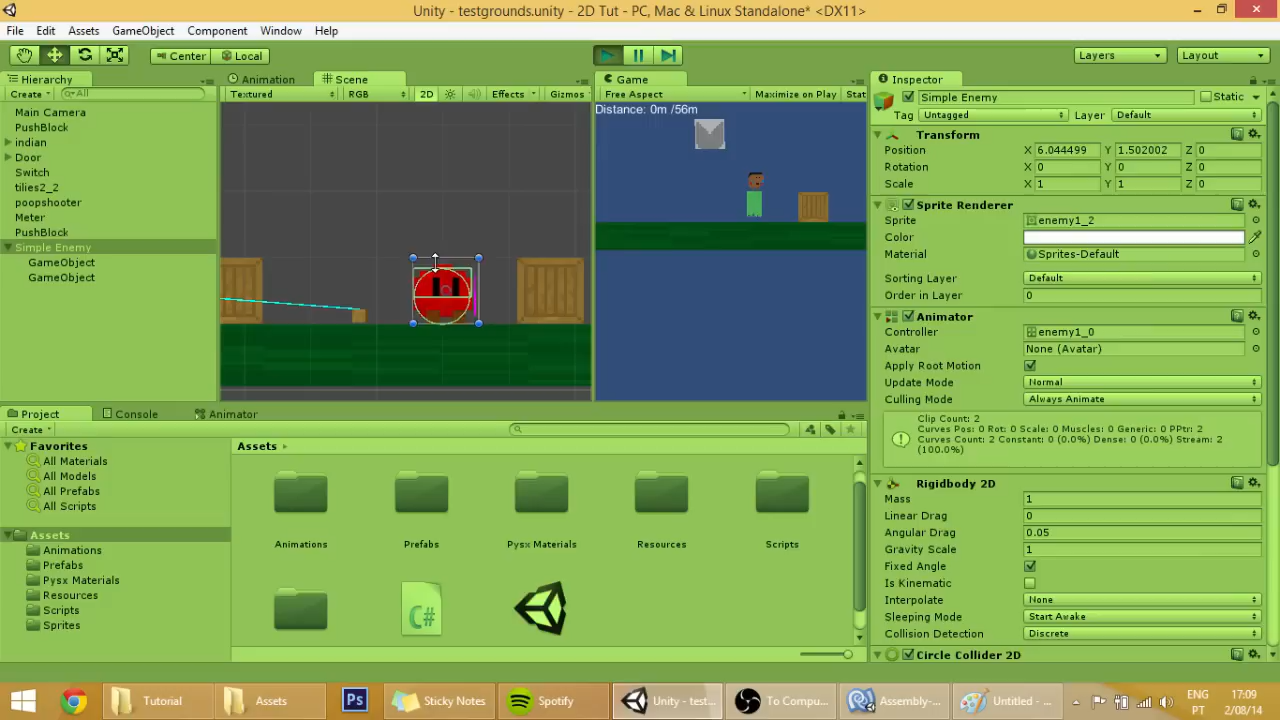 Unity - testgrounds.unity - 2D Tut - PC, Mac & Linux Standalone* <DX11>
File Edit Assets GameObject Component Window Help
Center Local Layers Layout
Hierarchy
Create All
Main Camera
PushBlock
indian
Door
Switch
tilies2_2
poopshooter
Meter
PushBlock
Simple Enemy
GameObject
GameObject
Animation Scene
Textured RGB 2D Effects Gizmos
Game
Free Aspect Maximize on Play Stat
Distance: 0m /56m
Inspector
Simple Enemy Static
Tag Untagged Layer Default
Transform
Position X 6.044499 Y 1.502002 Z 0
Rotation X 0 Y 0 Z 0
Scale X 1 Y 1 Z 0
Sprite Renderer
Sprite enemy1_2
Color
Material Sprites-Default
Sorting Layer Default
Order in Layer 0
Animator
Controller enemy1_0
Avatar None (Avatar)
Apply Root Motion
Update Mode Normal
Culling Mode Always Animate
Clip Count: 2
Curves Pos: 0 Rot: 0 Scale: 0 Muscles: 0 Generic: 0 PPtr: 2
Curves Count: 2 Constant: 0 (0.0%) Dense: 0 (0.0%) Stream: 2
(100.0%)
Rigidbody 2D
Mass 1
Linear Drag 0
Angular Drag 0.05
Gravity Scale 1
Fixed Angle
Is Kinematic
Interpolate None
Sleeping Mode Start Awake
Collision Detection Discrete
Circle Collider 2D
Project Console Animator
Create
Favorites
All Materials
All Models
All Prefabs
All Scripts
Assets
Animations
Prefabs
Pysx Materials
Resources
Scripts
Sprites
Assets
Animations Prefabs Pysx Materials Resources Scripts
C#
Tutorial Assets Ps Sticky Notes Spotify Unity - test... To Compu... Assembly-... Untitled - ...
ENG 17:09
PT 2/08/14